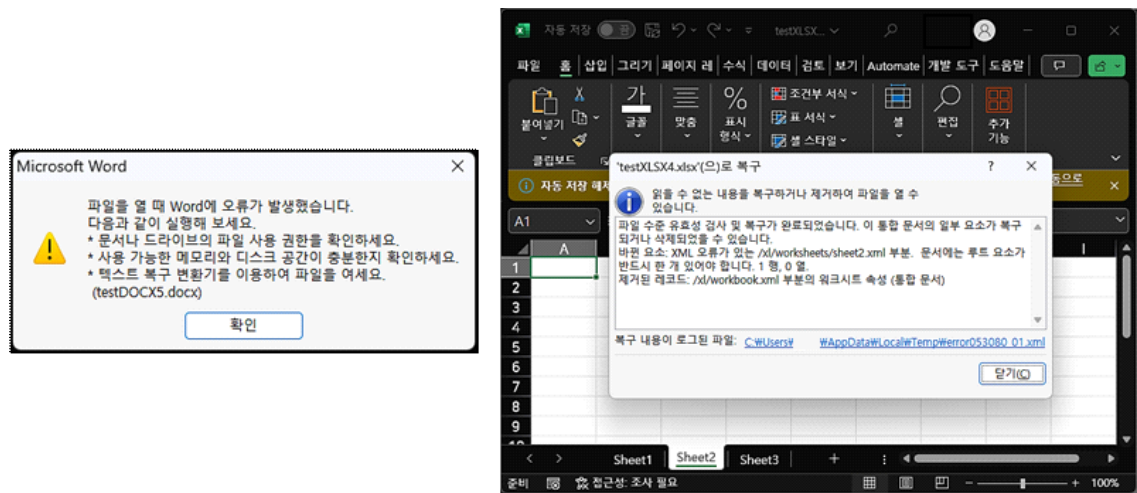 Microsoft Word
파일을 열 때 Word에 오류가 발생했습니다.
다음과 같이 실행해 보세요.
* 문서나 드라이브의 파일 사용 권한을 확인하세요.
* 사용 가능한 메모리와 디스크 공간이 충분한지 확인하세요.
* 텍스트 복구 변환기를 이용하여 파일을 여세요.
(testDOCX5.docx)
확인
자동 저장 끔 testXLSX...
파일 홈 삽입 그리기 페이지 레 수식 데이터 검토 보기 Automate 개발 도구 도움말
붙여넣기
클립보드
가
글꼴
맞춤
%
표시
형식
조건부 서식
표 서식
셀 스타일
셀
편집
추가
기능
자동 저장 해제
동으로
A1
'testXLSX4.xlsx'(으)로 복구
? ×
읽을 수 없는 내용을 복구하거나 제거하여 파일을 열 수
있습니다.
파일 수준 유효성 검사 및 복구가 완료되었습니다. 이 통합 문서의 일부 요소가 복구
되거나 삭제되었을 수 있습니다.
바뀐 요소: XML 오류가 있는 /xl/worksheets/sheet2.xml 부분. 문서에는 루트 요소가
반드시 한 개 있어야 합니다. 1 행, 0 열.
제거된 레코드: /xl/workbook.xml 부분의 워크시트 속성 (통합 문서)
복구 내용이 로그된 파일: C:₩Users₩ ₩AppData₩Local₩Temp₩error053080_01.xml
닫기(C)
A
I
1
2
3
4
5
6
7
8
9
10
Sheet1 Sheet2 Sheet3 +
준비 접근성: 조사 필요 - + 100%